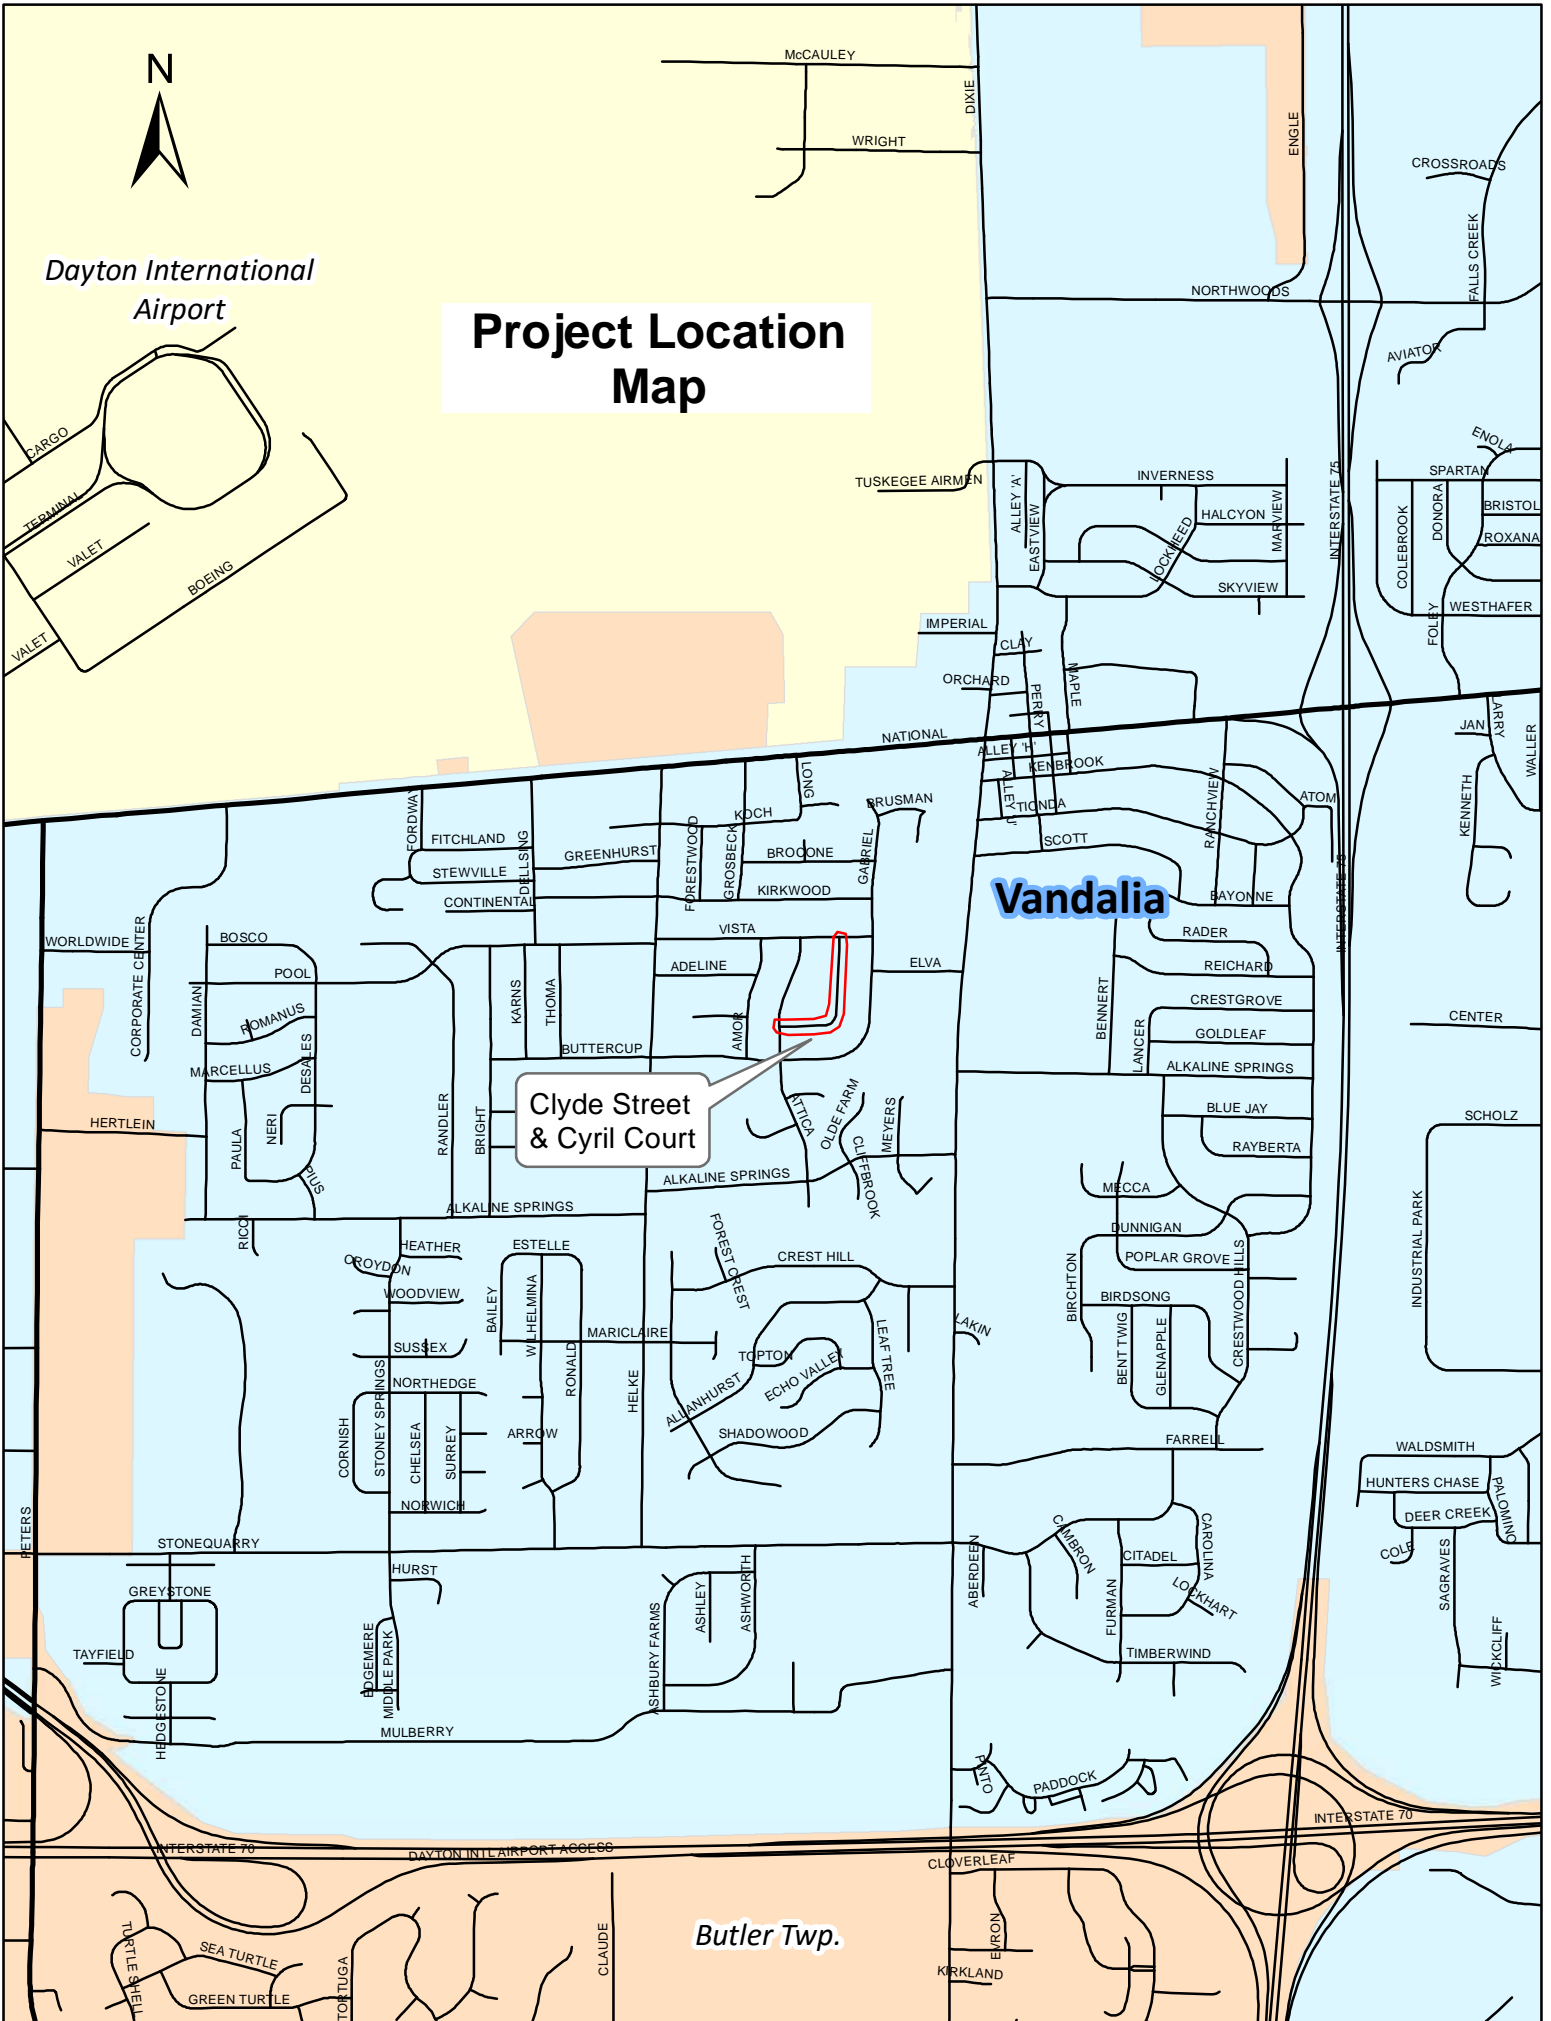 McCAULEY
N
DIXIE
WRIGHT
ENGLE
CROSSROADS
FALLS CREEK
Dayton International
Airport
NORTHWOODS
Project Location
Map
AVIATOR
CARGO
TERMINAL
VALET
BOEING
VALET
TUSKEGEE AIRMEN
ALLEY 'A'
EASTVIEW
INVERNESS
HALCYON
LOCKHEED
MARVIEW
SKYVIEW
INTERSTATE 75
ENOLA
SPARTAN
COLEBROOK
DONORA
BRISTOL
ROXANA
FOLEY
WESTHAFER
IMPERIAL
CLAY
ORCHARD
PERRY
MAPLE
NATIONAL
ALLEY 'H'
KENBROOK
ALLEY 'J'
TIONDA
SCOTT
RANCHVIEW
ATOM
JAN
LARRY
WALLER
KENNETH
LONG
BRUSMAN
KOCH
FORDWAY
FITCHLAND
STEWVILLE
CONTINENTAL
DELLSING
GREENHURST
FORESTWOOD
GROSBECK
BROCONE
GABRIEL
KIRKWOOD
Vandalia
BAYONNE
INTERSTATE 75
WORLDWIDE
CORPORATE CENTER
BOSCO
POOL
VISTA
ADELINE
ELVA
RADER
REICHARD
DAMIAN
ROMANUS
KARNS
THOMA
AMOR
BENNERT
CRESTGROVE
LANCER
GOLDLEAF
CENTER
MARCELLUS
DESALES
BUTTERCUP
ALKALINE SPRINGS
Clyde Street
& Cyril Court
ATTICA
OLDE FARM
MEYERS
BLUE JAY
SCHOLZ
HERTLEIN
PAULA
NERI
PIUS
RANDLER
BRIGHT
CLIFFBROOK
RAYBERTA
ALKALINE SPRINGS
MECCA
ALKALINE SPRINGS
RICCI
HEATHER
CROYDON
ESTELLE
FOREST CREST
CREST HILL
DUNNIGAN
POPLAR GROVE
INDUSTRIAL PARK
WOODVIEW
BAILEY
WILHELMINA
MARICLAIRE
BIRCHTON
BIRDSONG
CRESTWOOD HILLS
LAKIN
SUSSEX
TOPTON
LEAF TREE
BENT TWIG
GLENAPPLE
NORTHEDGE
STONEY SPRINGS
RONALD
HELKE
ALLANHURST
ECHO VALLEY
CORNISH
CHELSEA
SURREY
ARROW
SHADOWOOD
FARRELL
WALDSMITH
HUNTERS CHASE
PALOMINO
NORWICH
DEER CREEK
PETERS
STONEQUARRY
CAMBRON
CAROLINA
COLE
HURST
ABERDEEN
CITADEL
GREYSTONE
ASHLEY
ASHWORTH
FURMAN
LOCKHART
SAGRAVES
TAYFIELD
EDGEMERE
MIDDLE PARK
ASHBURY FARMS
TIMBERWIND
WICKCLIFF
HEDGESTONE
MULBERRY
PINTO
PADDOCK
INTERSTATE 70
INTERSTATE 70
DAYTON INTL AIRPORT ACCESS
CLOVERLEAF
TURTLE SHELL
SEA TURTLE
GREEN TURTLE
TORTUGA
CLAUDE
Butler Twp.
EVRON
KIRKLAND